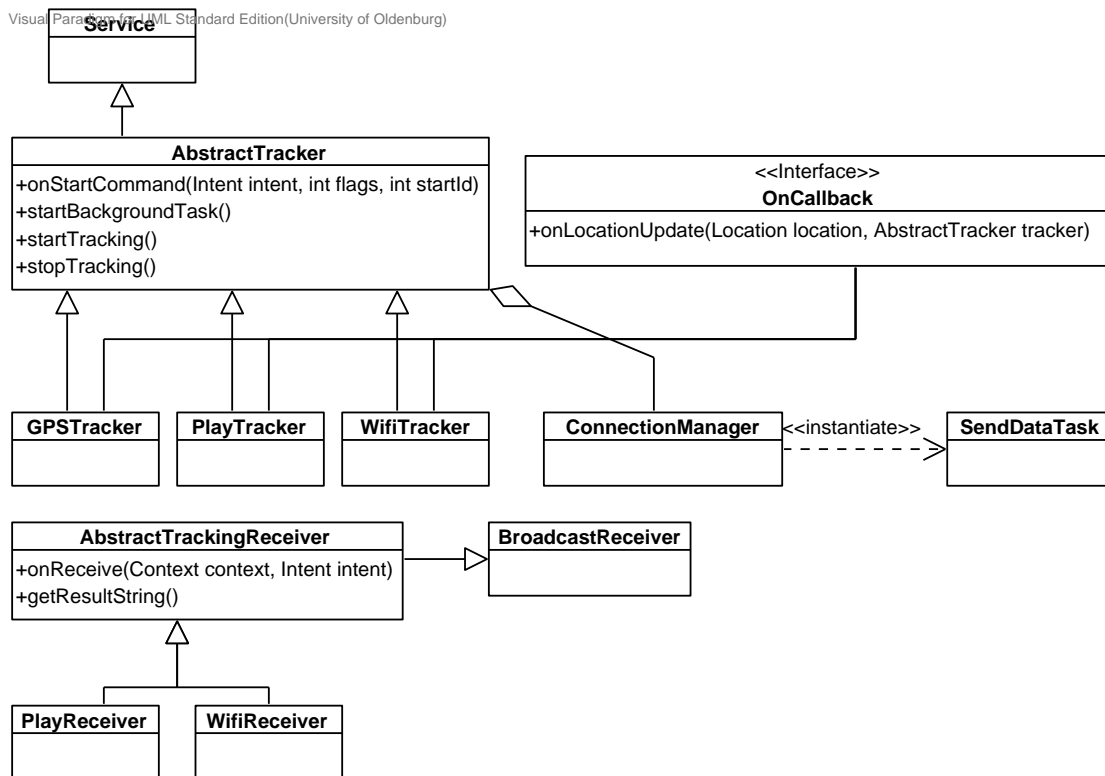 Visual Paradigm for UML Standard Edition(University of Oldenburg)
Service
AbstractTracker
+onStartCommand(Intent intent, int flags, int startId)
+startBackgroundTask()
+startTracking()
+stopTracking()
<<Interface>>
OnCallback
+onLocationUpdate(Location location, AbstractTracker tracker)
GPSTracker
PlayTracker
WifiTracker
ConnectionManager
<<instantiate>>
SendDataTask
AbstractTrackingReceiver
+onReceive(Context context, Intent intent)
+getResultString()
BroadcastReceiver
PlayReceiver
WifiReceiver